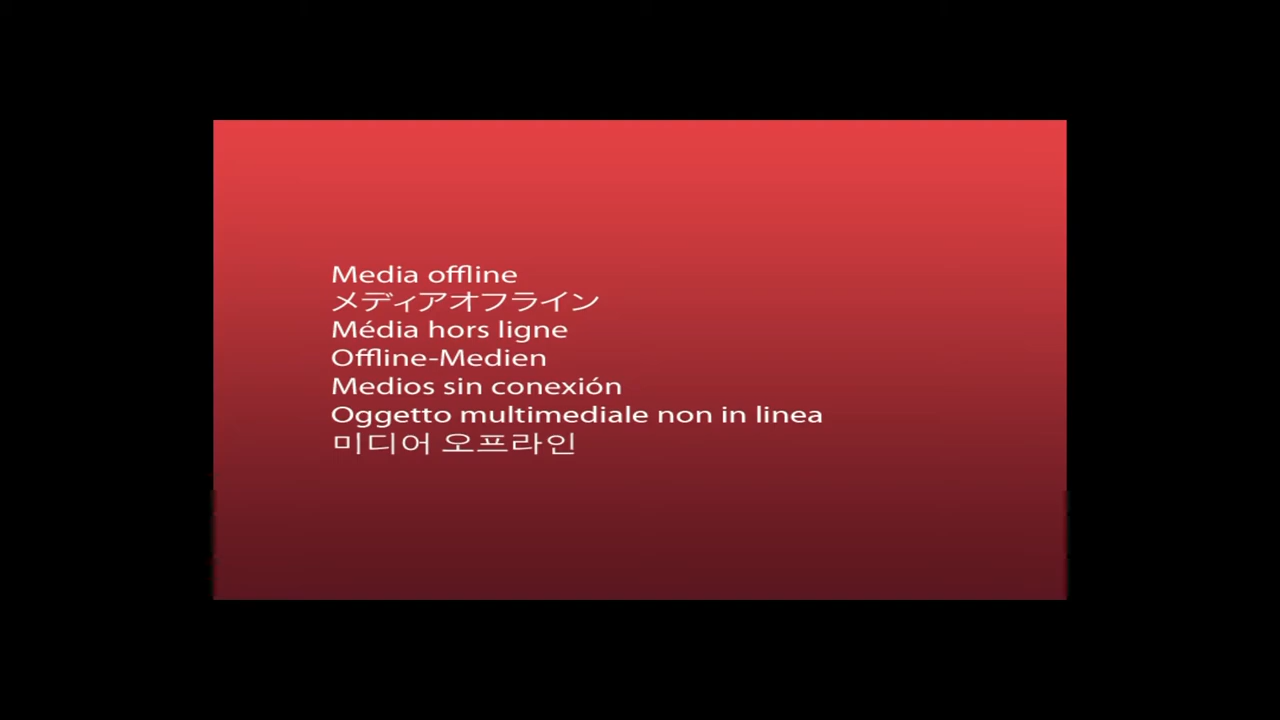 Media offline
メディアオフライン
Média hors ligne
Offline-Medien
Medios sin conexión
Oggetto multimediale non in linea
미디어 오프라인